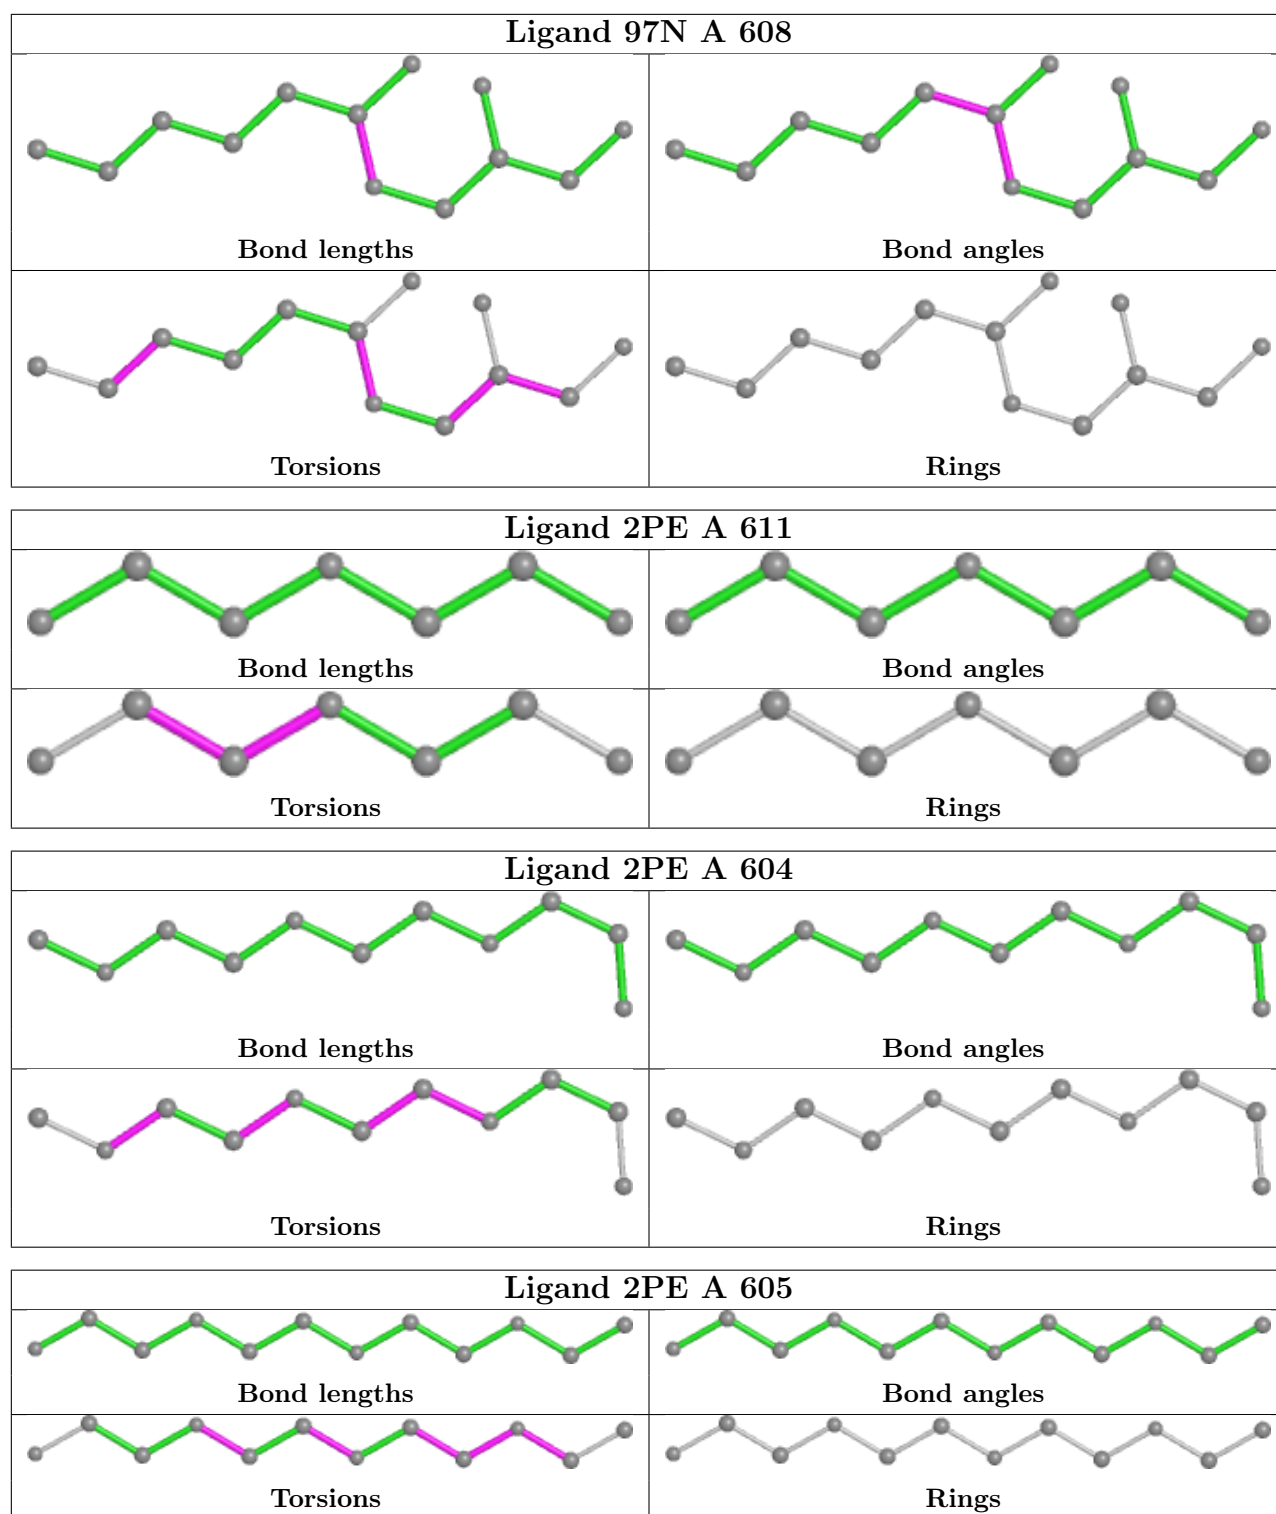 Ligand 97N A 608
Bond lengths
Bond angles
Torsions
Rings
Ligand 2PE A 611
Bond lengths
Bond angles
Torsions
Rings
Ligand 2PE A 604
Bond lengths
Bond angles
Torsions
Rings
Ligand 2PE A 605
Bond lengths
Bond angles
Torsions
Rings